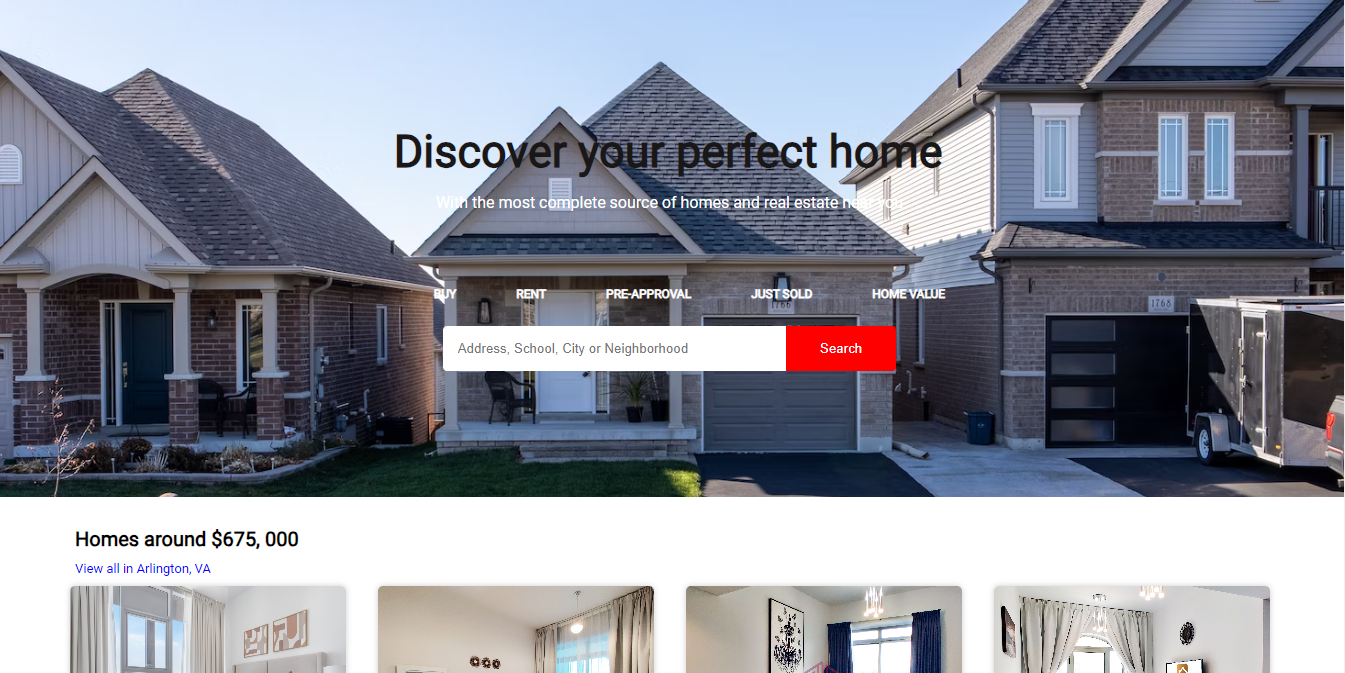 Discover your perfect home
With the most complete source of homes and real estate near you
BUY RENT PRE-APPROVAL JUST SOLD HOME VALUE
1768
Address, School, City or Neighborhood Search
Homes around $675, 000
View all in Arlington, VA